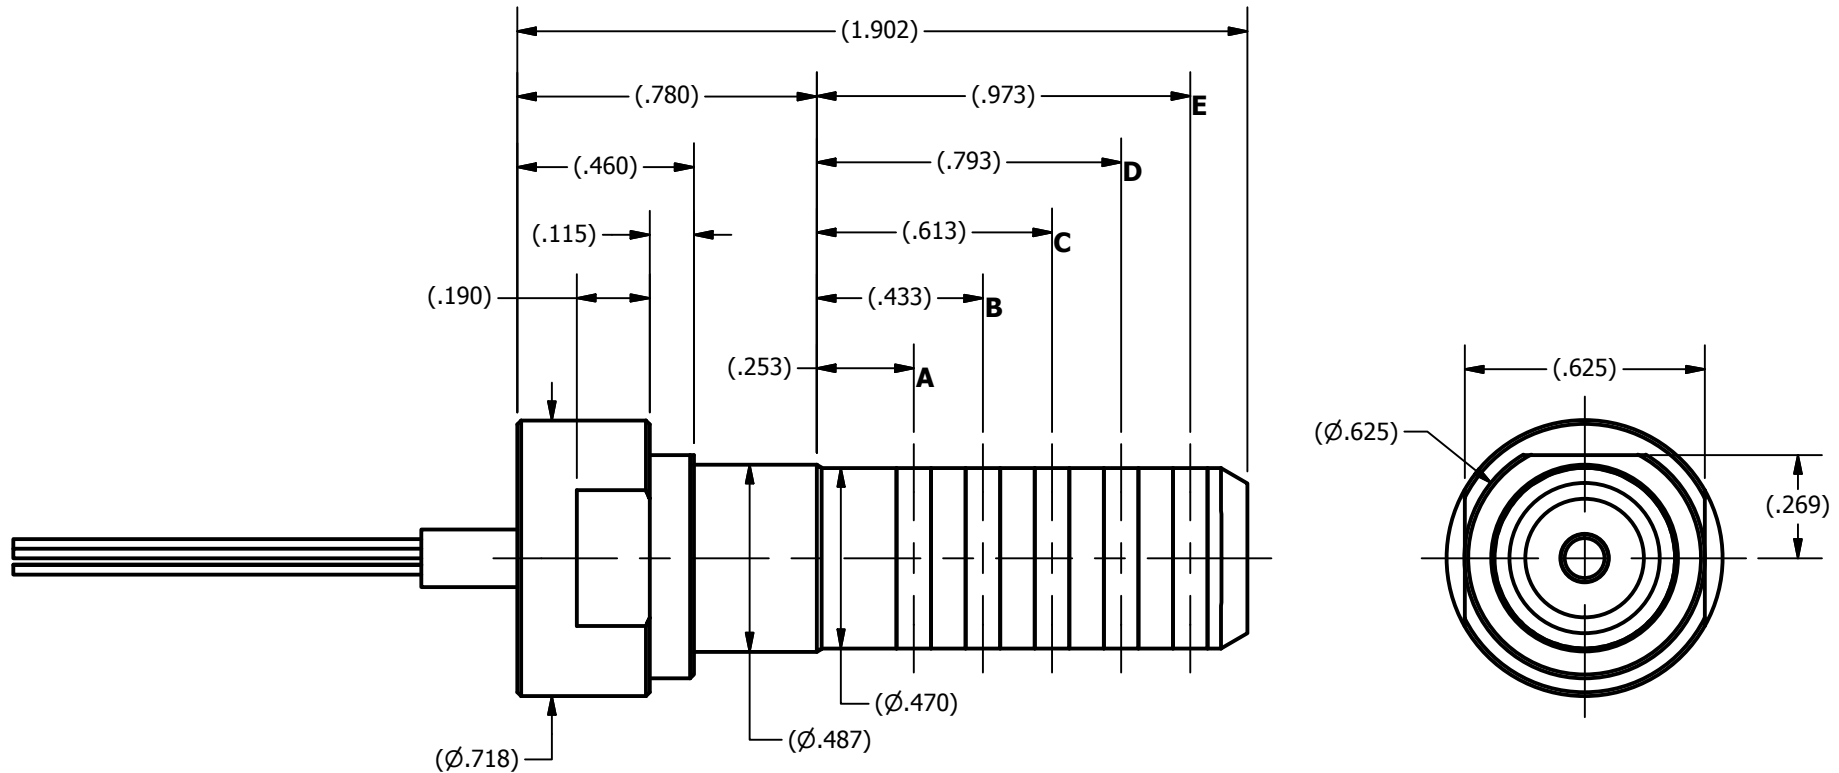 (1.902)
(.780)
(.973)
E
(.460)
(.793)
D
(.115)
(.613)
C
(.190)
(.433)
B
(.253)
A
(.625)
(Ø.625)
(.269)
(Ø.470)
(Ø.487)
(Ø.718)